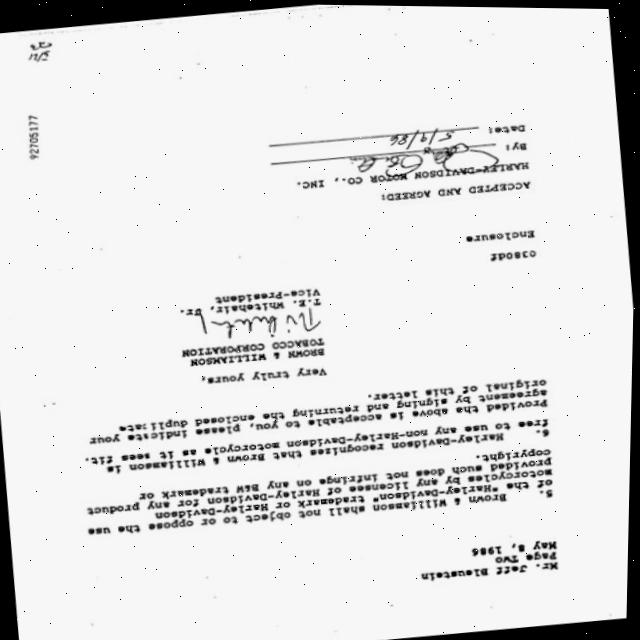 Mr. Jeff Bleustein
Page Two
May 8, 1986
5. Brown & Williamson shall not object to or oppose the use
of the "Harley-Davidson" trademark or Harley-Davidson
motorcycles by any licensee of Harley-Davidson for any product
provided such does not infringe on any B&W trademark or
copyright.
6. Harley-Davidson recognizes that Brown & Williamson is
free to use any non-Harley-Davidson motorcycle as it sees fit.
Provided the above is acceptable to you, please indicate your
agreement by signing and returning the enclosed duplicate
original of this letter.
Very truly yours,
BROWN & WILLIAMSON
TOBACCO CORPORATION
T.E. Whitehair, Jr.
Vice-President
0380df
Enclosure
ACCEPTED AND AGREED:
HARLEY-DAVIDSON MOTOR CO., INC.
By:
Date: 5/9/86
92705177